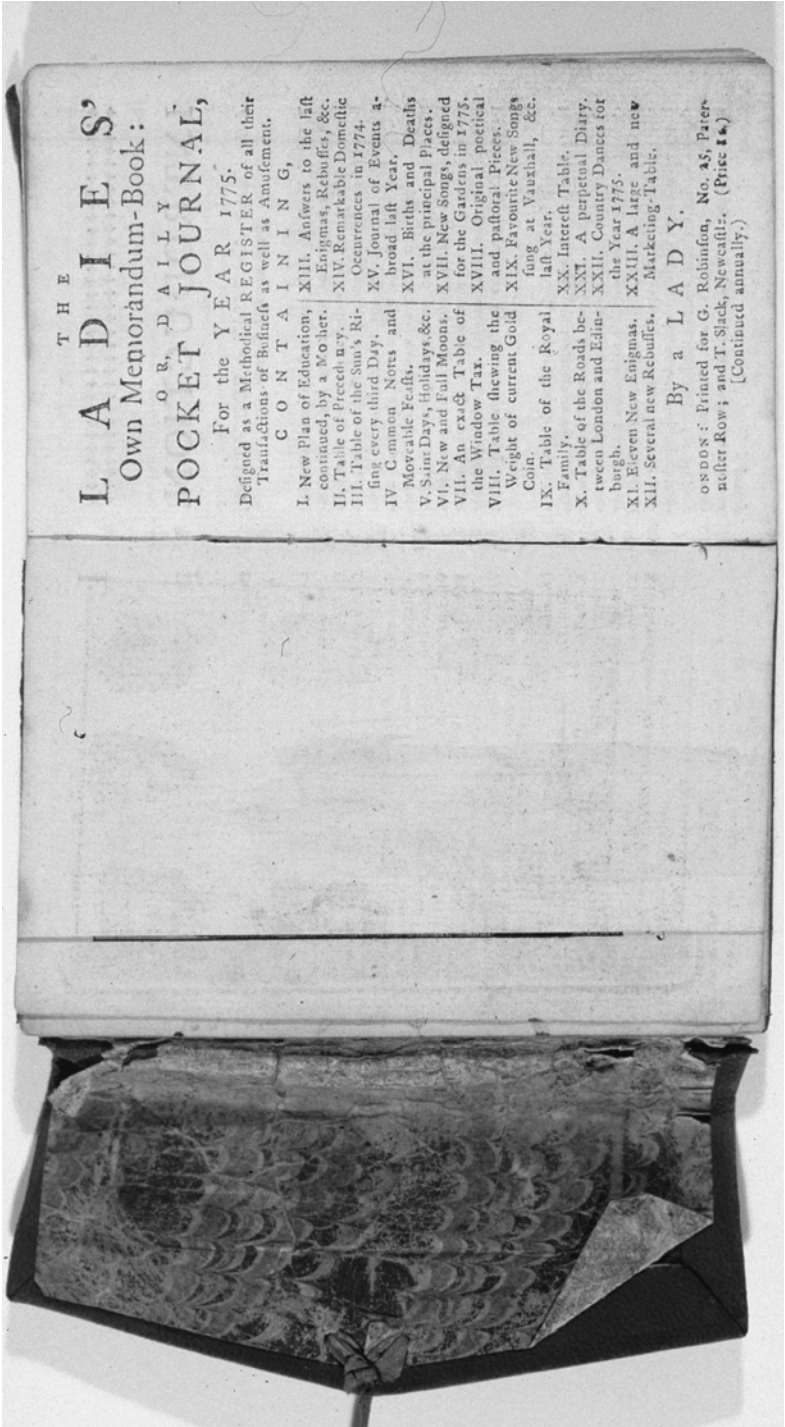 THE
LADIES'
Own Memorandum-Book:
OR, DAILY
POCKET JOURNAL,
For the YEAR 1775.
Deſigned as a Methodical REGISTER of all their
Tranſactions of Buſineſs as well as Amuſement.
CONTAINING,
I. New Plan of Education,
continued, by a Mother.
II. Table of Precedency.
III. Table of the Sun's Ri-
ſing every third Day.
IV Common Notes and
Moveable Feaſts.
V. Saint Days, Holidays, &c.
VI. New and Full Moons.
VII. An exact Table of
the Window Tax.
VIII. Table ſhewing the
Weight of current Gold
Coin.
IX. Table of the Royal
Family.
X. Table of the Roads be-
tween London and Edin-
burgh.
XI. Eleven New Enigmas.
XII. Several new Rebuſſes.
XIII. Anſwers to the laſt
Enigmas, Rebuſſes, &c.
XIV. Remarkable Domeſtic
Occurrences in 1774.
XV. Journal of Events a-
broad laſt Year.
XVI. Births and Deaths
at the principal Places.
XVII. New Songs, deſigned
for the Gardens in 1775.
XVIII. Original poetical
and paſtoral Pieces.
XIX. Favourite New Songs
ſung at Vauxhall, &c.
laſt Year.
XX. Intereſt Table.
XXI. A perpetual Diary.
XXII. Country Dances for
the Year 1775.
XXIII. A large and new
Marketing-Table.
By a LADY.
ONDON: Printed for G. Robinſon, No. 25, Pater-
noſter Row; and T. Slack, Newcaſtle. (Price 1s.)
[Continued annually.]